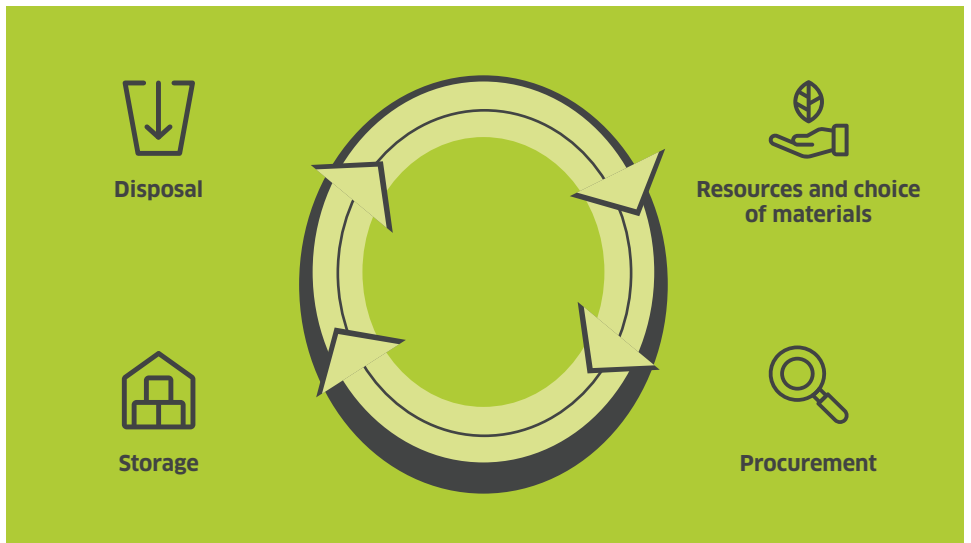 Disposal
Resources and choice
of materials
Storage
Procurement